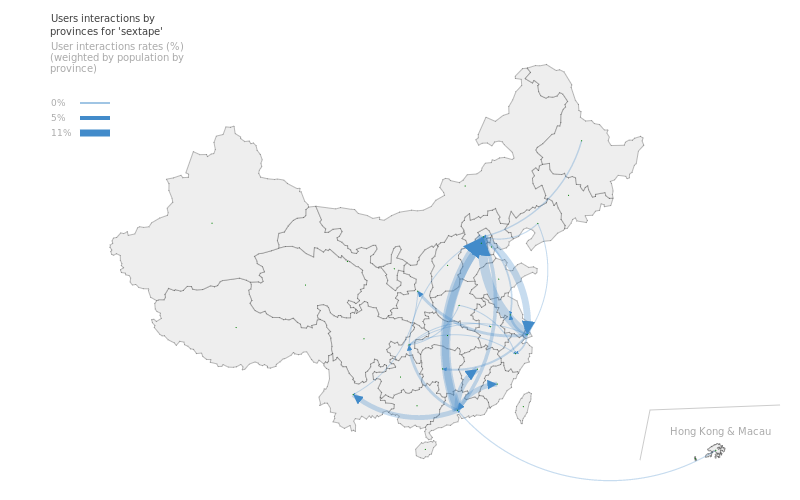 Users interactions by
provinces for 'sextape'
User interactions rates (%)
(weighted by population by
province)
0%
5%
11%
Hong Kong & Macau